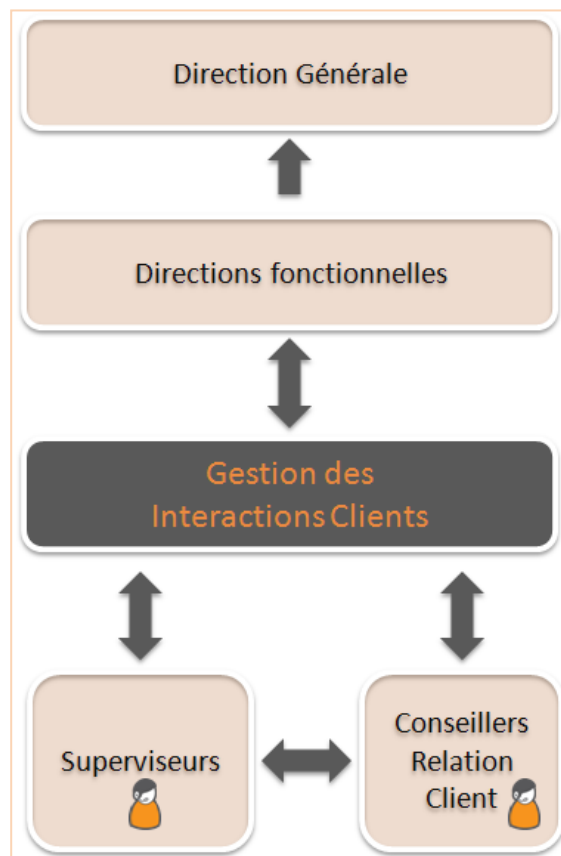 Direction Générale
Directions fonctionnelles
Gestion des
Interactions Clients
Superviseurs
Conseillers
Relation
Client